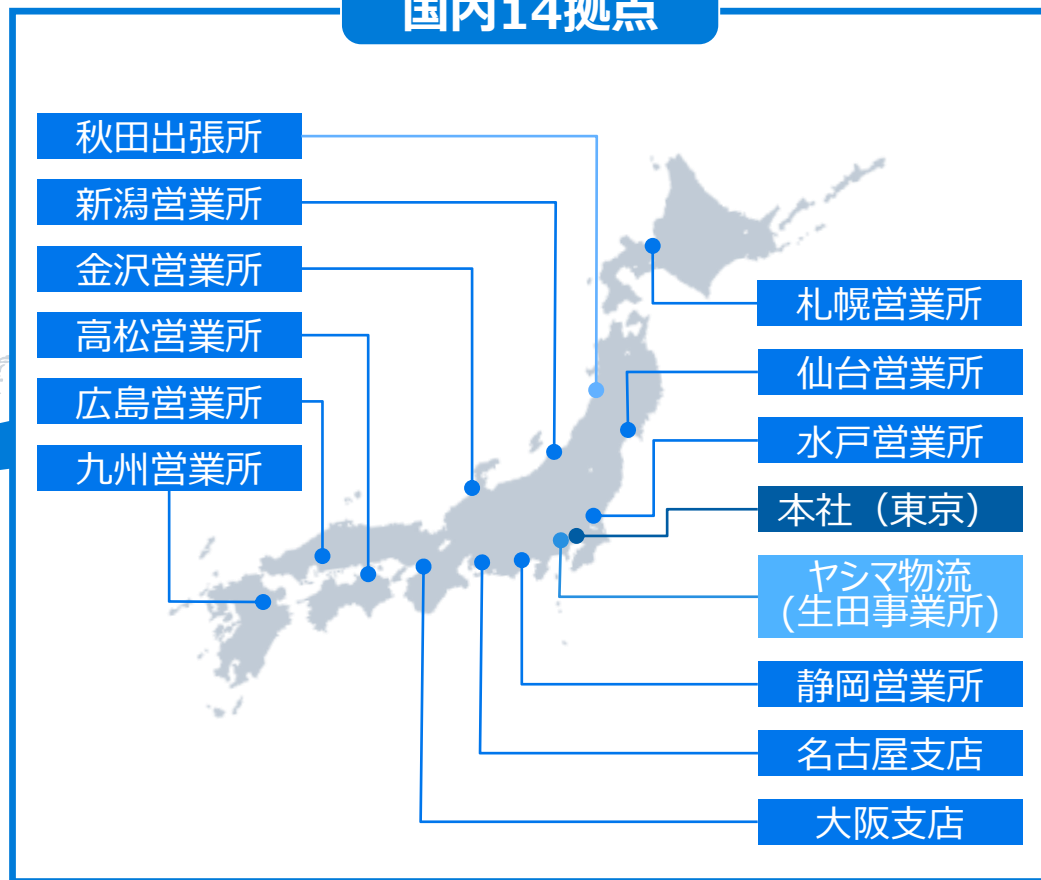 国内14拠点
秋田出張所
新潟営業所
金沢営業所
高松営業所
広島営業所
九州営業所
札幌営業所
仙台営業所
水戸営業所
本社（東京）
ヤシマ物流
(生田事業所)
静岡営業所
名古屋支店
大阪支店